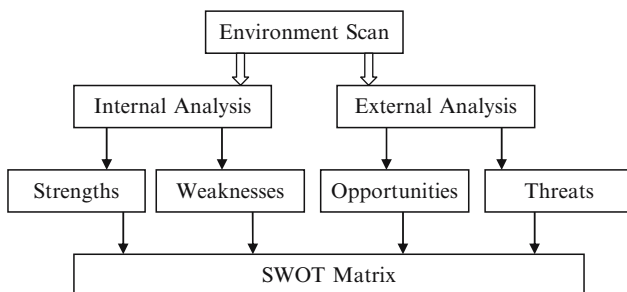 Environment Scan
Internal Analysis
External Analysis
Strengths
Weaknesses
Opportunities
Threats
SWOT Matrix